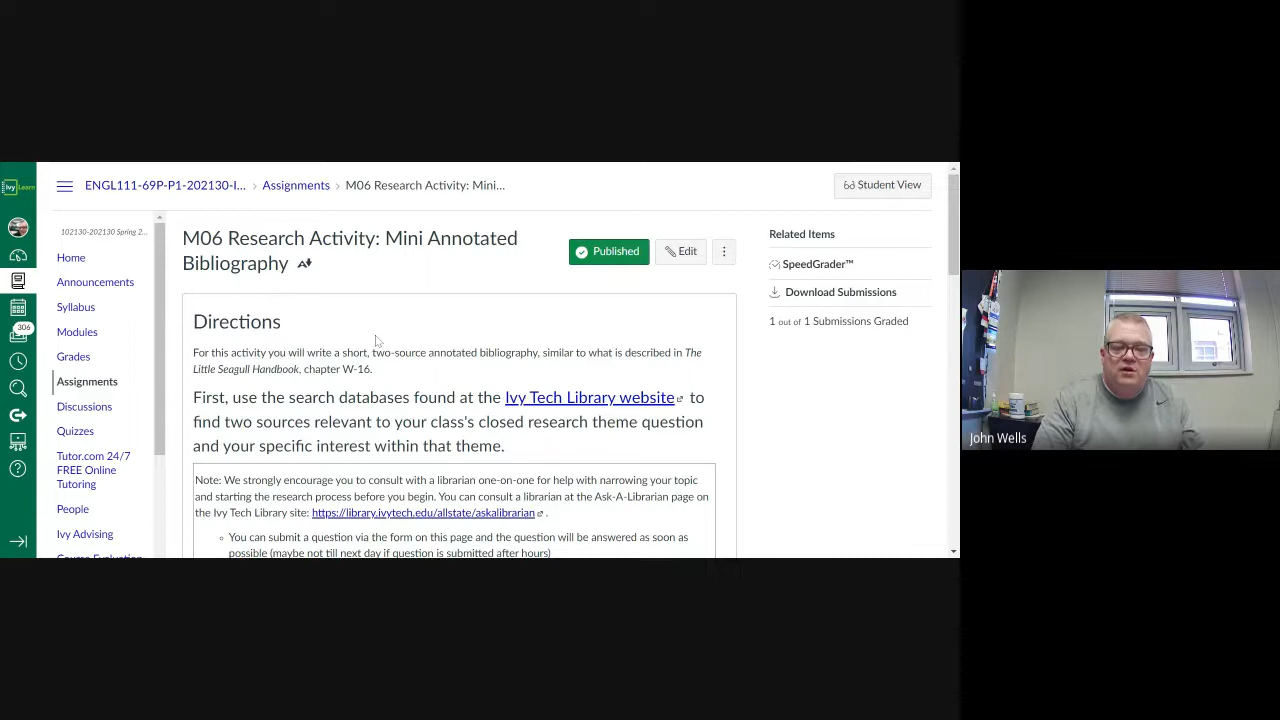 Ivy Learn
ENGL111-69P-P1-202130-I... > Assignments > M06 Research Activity: Mini...
Student View
102130-202130 Spring 2...
Home
Announcements
Syllabus
Modules
Grades
Assignments
Discussions
Quizzes
Tutor.com 24/7
FREE Online
Tutoring
People
Ivy Advising
Course Evaluation
306
M06 Research Activity: Mini Annotated
Bibliography
Published
Edit
Directions
For this activity you will write a short, two-source annotated bibliography, similar to what is described in The
Little Seagull Handbook, chapter W-16.
First, use the search databases found at the Ivy Tech Library website to
find two sources relevant to your class's closed research theme question
and your specific interest within that theme.
Note: We strongly encourage you to consult with a librarian one-on-one for help with narrowing your topic
and starting the research process before you begin. You can consult a librarian at the Ask-A-Librarian page on
the Ivy Tech Library site: https://library.ivytech.edu/allstate/askalibrarian .
You can submit a question via the form on this page and the question will be answered as soon as
possible (maybe not till next day if question is submitted after hours)
Related Items
SpeedGrader™
Download Submissions
1 out of 1 Submissions Graded
John Wells